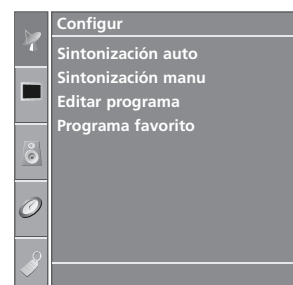 Configur
Sintonización auto
Sintonización manu
Editar programa
Programa favorito